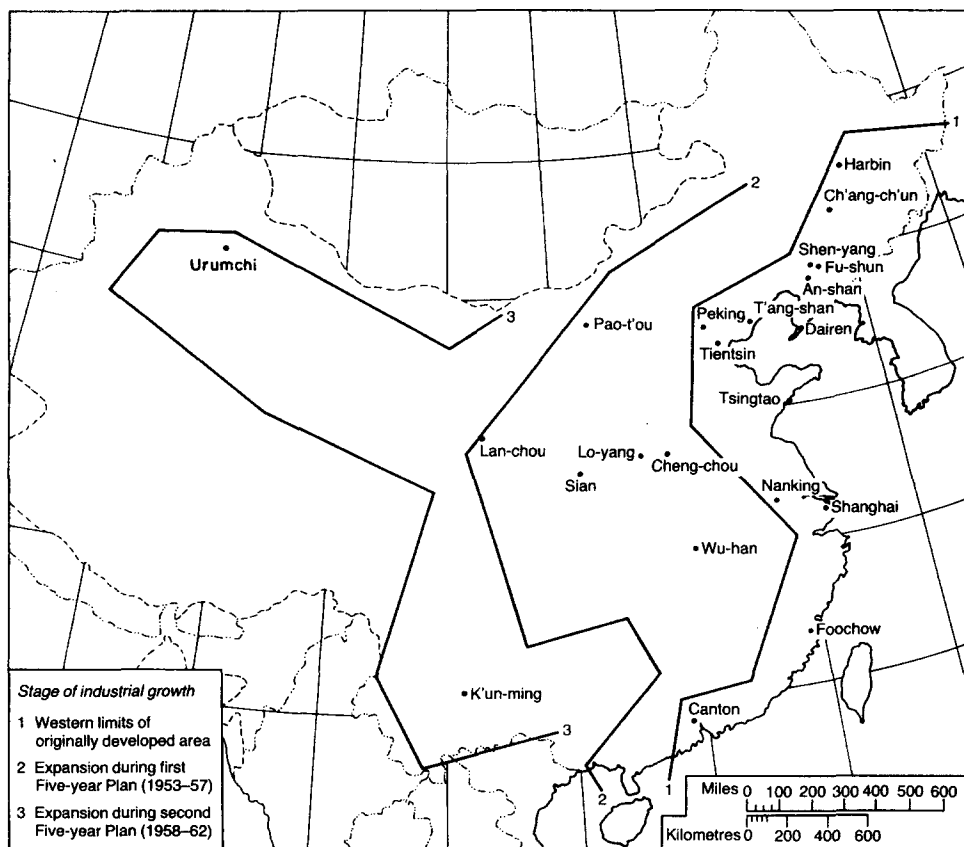 1
Harbin
2
Ch'ang-ch'un
Shen-yang
Urumchi
Fu-shun
An-shan
3
Pao-t'ou
Peking
T'ang-shan
Dairen
Tientsin
Tsingtao
Lan-chou
Lo-yang
Cheng-chou
Sian
Nanking
Shanghai
Wu-han
Foochow
K'un-ming
Canton
3
2
1
Stage of industrial growth
1 Western limits of
originally developed area
2 Expansion during first
Five-year Plan (1953–57)
3 Expansion during second
Five-year Plan (1958–62)
Miles 0 100 200 300 400 500 600
Kilometres 0 200 400 600